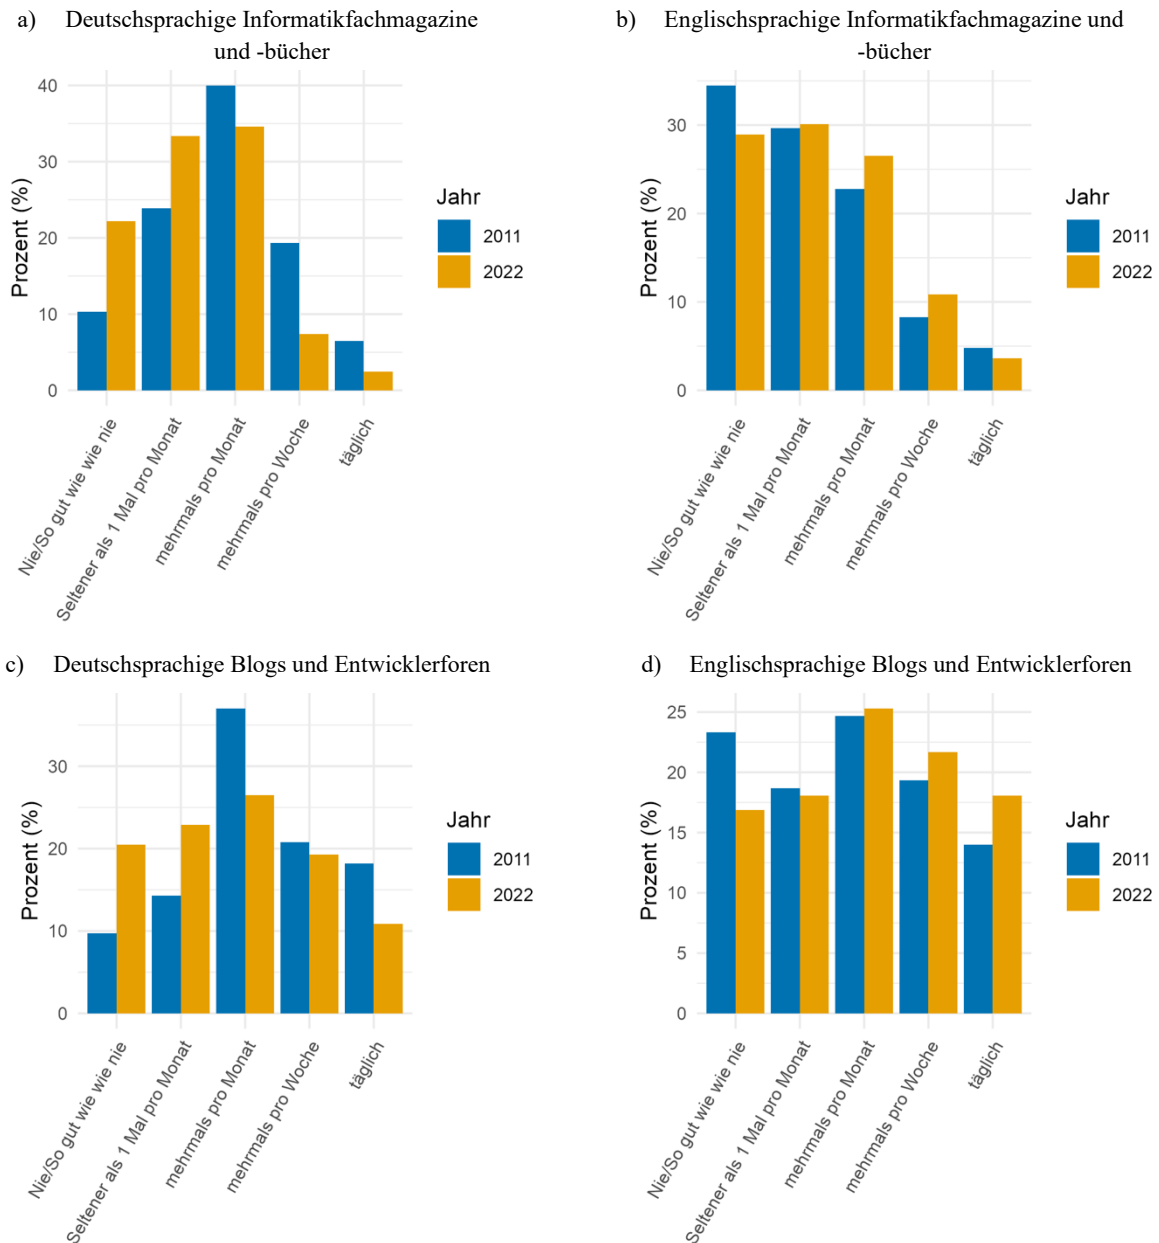 a) Deutschsprachige Informatikfachmagazine
und -bücher
40
30
20
10
0
Prozent (%)
Nie/So gut wie wie nie
Seltener als 1 Mal pro Monat
mehrmals pro Monat
mehrmals pro Woche
täglich
Jahr
2011
2022
b) Englischsprachige Informatikfachmagazine und
-bücher
30
20
10
0
Prozent (%)
Nie/So gut wie wie nie
Seltener als 1 Mal pro Monat
mehrmals pro Monat
mehrmals pro Woche
täglich
Jahr
2011
2022
c) Deutschsprachige Blogs und Entwicklerforen
30
20
10
0
Prozent (%)
Nie/So gut wie wie nie
Seltener als 1 Mal pro Monat
mehrmals pro Monat
mehrmals pro Woche
täglich
Jahr
2011
2022
d) Englischsprachige Blogs und Entwicklerforen
25
20
15
10
5
0
Prozent (%)
Nie/So gut wie wie nie
Seltener als 1 Mal pro Monat
mehrmals pro Monat
mehrmals pro Woche
täglich
Jahr
2011
2022